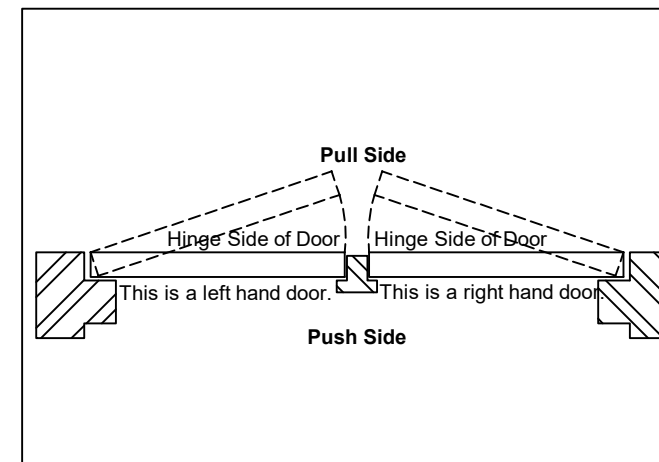 Pull Side
Hinge Side of Door
Hinge Side of Door
This is a left hand door.
This is a right hand door.
Push Side